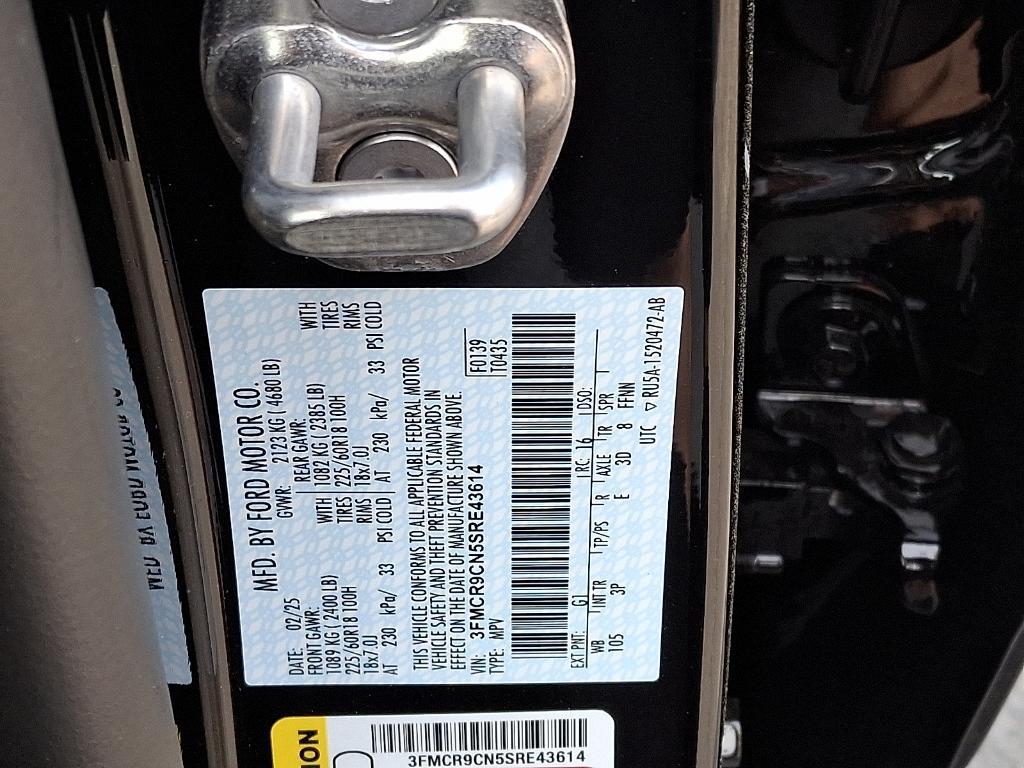 MFD. BY FORD MOTOR CO.
DATE: 02/25 GVWR: 2123 KG ( 4680 LB)
FRONT GAWR: REAR GAWR:
1089 KG ( 2400 LB) WITH 1082 KG ( 2385 LB) WITH
225/60R18 100H TIRES 225/60R18 100H TIRES
18x7.0J RIMS 18x7.0J RIMS
AT 230 kPa/ 33 PSI COLD AT 230 kPa/ 33 PSI COLD
THIS VEHICLE CONFORMS TO ALL APPLICABLE FEDERAL MOTOR
VEHICLE SAFETY AND THEFT PREVENTION STANDARDS IN
EFFECT ON THE DATE OF MANUFACTURE SHOWN ABOVE.
VIN: 3FMCR9CN5SRE43614 F0139
TYPE: MPV T0435
EXT PNT: G1 RC: 6 DSO:
WB INT TR TP/PS R AXLE TR SPR
105 3P E 3D 8 FFNN
UTC ▽ RU5A-1520472-AB
ION
3FMCR9CN5SRE43614